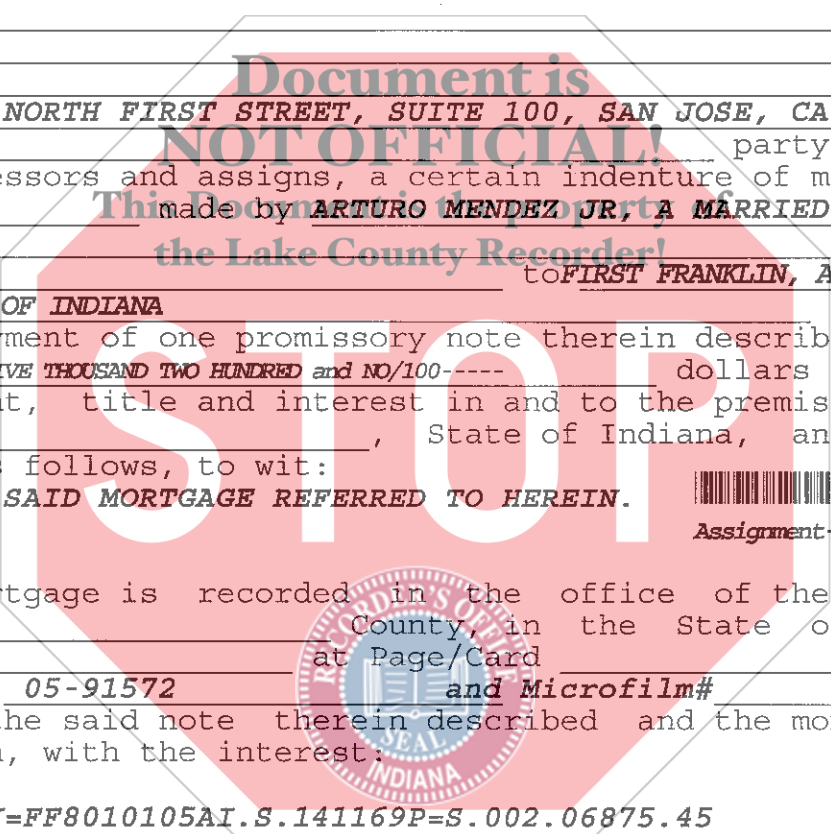 Document is
NORTH FIRST STREET, SUITE 100, SAN JOSE, CA
NOT OFFICIAL!
party
essors and assigns, a certain indenture of m
This Document is the property of
made by ARTURO MENDEZ JR, A MARRIED
the Lake County Recorder!
to FIRST FRANKLIN, A
OF INDIANA
yment of one promissory note therein describ
IVE THOUSAND TWO HUNDRED and NO/100----- dollars
t, title and interest in and to the premis
, State of Indiana, an
s follows, to wit:
SAID MORTGAGE REFERRED TO HEREIN.
Assignment-
STOP
tgage is recorded in the office of the
County, in the State o
at Page/Card
05-91572 and Microfilm#
he said note therein described and the mo
, with the interest:
RECORDER'S OFFICE
SEAL
INDIANA
=FF8010105AI.S.141169P=S.002.06875.45